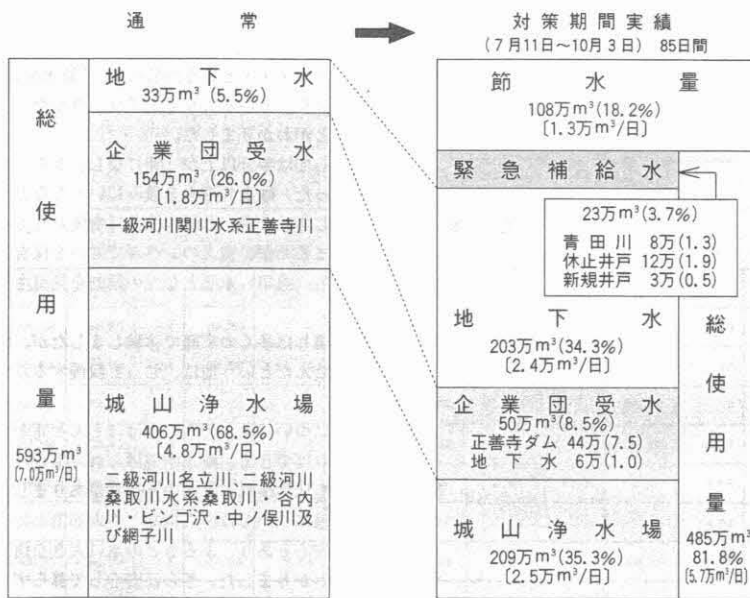 通常
対策期間実績
(7月11日~10月3日) 85日間
総使用量
593万m³
[7.0万m³/日]
地下水
33万m³ (5.5%)
企業団受水
154万m³ (26.0%)
[1.8万m³/日]
一級河川関川水系正善寺川
城山浄水場
406万m³(68.5%)
[4.8万m³/日]
二級河川名立川、二級河川
桑取川水系桑取川・谷内
川・ビンゴ沢・中ノ俣川及
び網子川
節水量
108万m³(18.2%)
[1.3万m³/日]
緊急補給水
23万m³(3.7%)
青田川 8万(1.3)
休止井戸 12万(1.9)
新規井戸 3万(0.5)
地下水
203万m³(34.3%)
[2.4万m³/日]
企業団受水
50万m³(8.5%)
正善寺ダム 44万(7.5)
地下水 6万(1.0)
城山浄水場
209万m³(35.3%)
[2.5万m³/日]
総使用量
485万m³
81.8%
[5.7万m³/日]